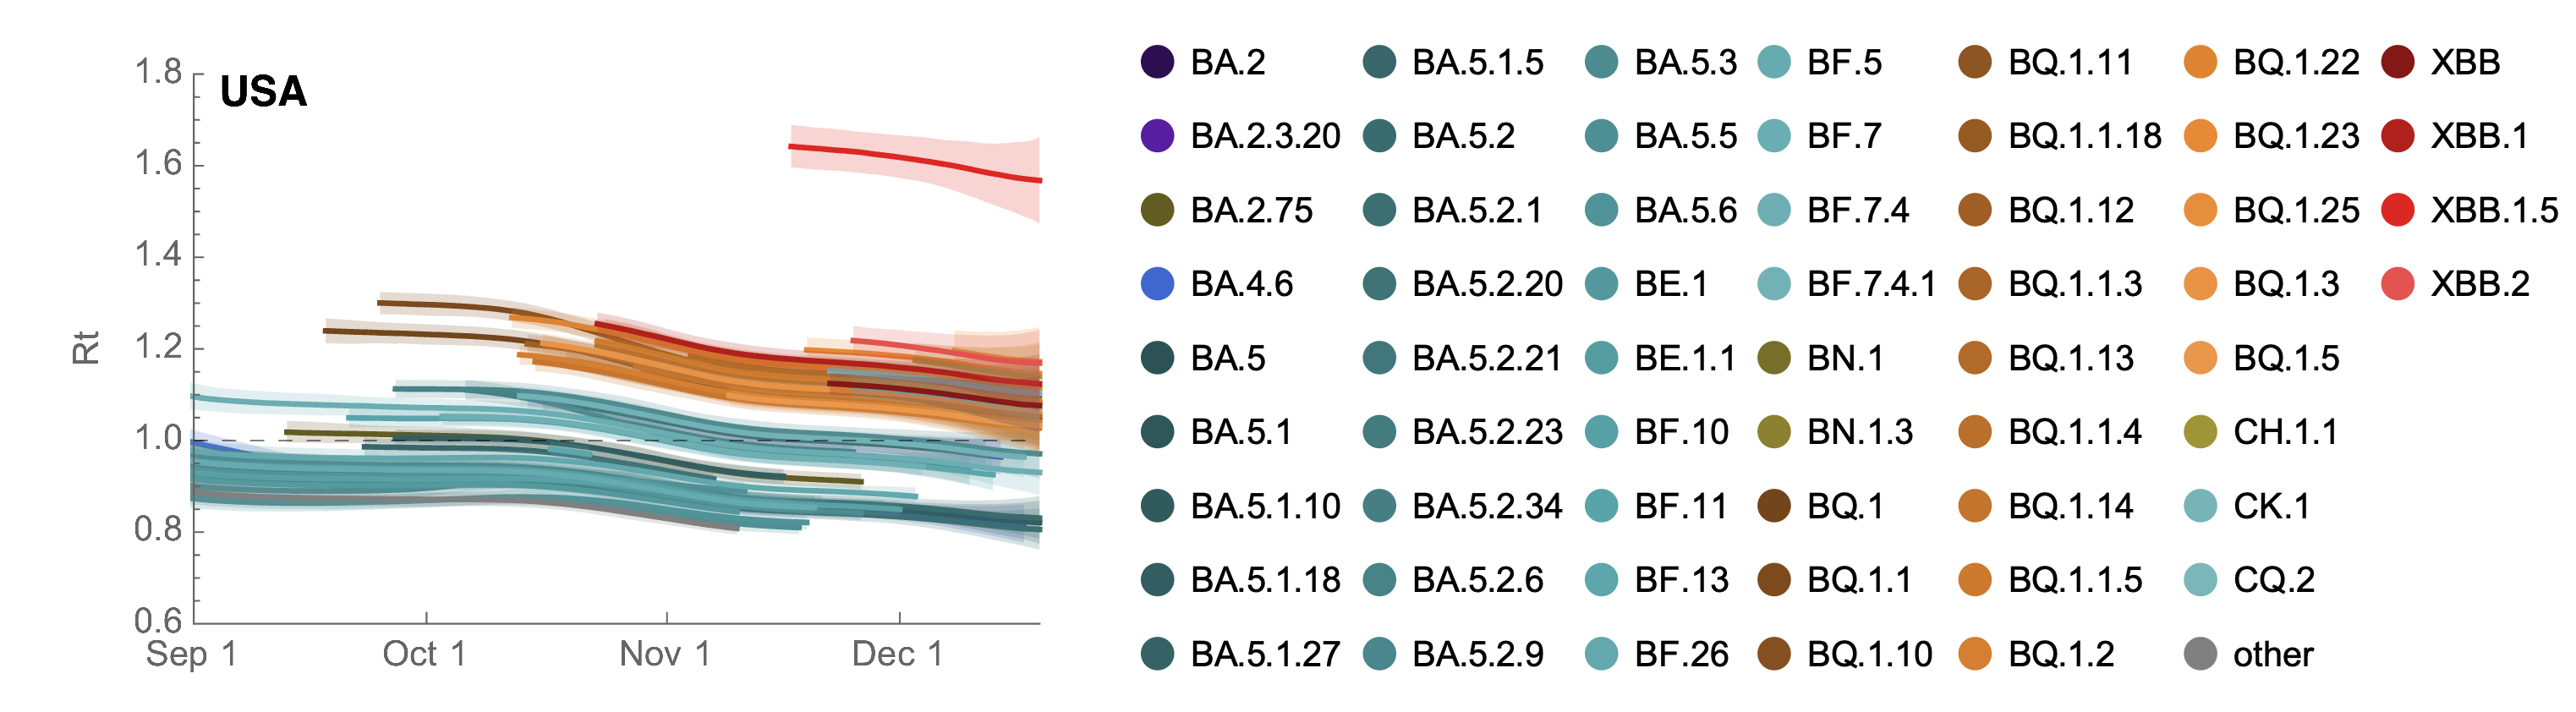 USA
Rt
1.8
1.6
1.4
1.2
1.0
0.8
0.6
Sep 1 Oct 1 Nov 1 Dec 1
BA.2 BA.5.1.5 BA.5.3 BF.5 BQ.1.11 BQ.1.22 XBB
BA.2.3.20 BA.5.2 BA.5.5 BF.7 BQ.1.1.18 BQ.1.23 XBB.1
BA.2.75 BA.5.2.1 BA.5.6 BF.7.4 BQ.1.12 BQ.1.25 XBB.1.5
BA.4.6 BA.5.2.20 BE.1 BF.7.4.1 BQ.1.1.3 BQ.1.3 XBB.2
BA.5 BA.5.2.21 BE.1.1 BN.1 BQ.1.13 BQ.1.5
BA.5.1 BA.5.2.23 BF.10 BN.1.3 BQ.1.1.4 CH.1.1
BA.5.1.10 BA.5.2.34 BF.11 BQ.1 BQ.1.14 CK.1
BA.5.1.18 BA.5.2.6 BF.13 BQ.1.1 BQ.1.1.5 CQ.2
BA.5.1.27 BA.5.2.9 BF.26 BQ.1.10 BQ.1.2 other